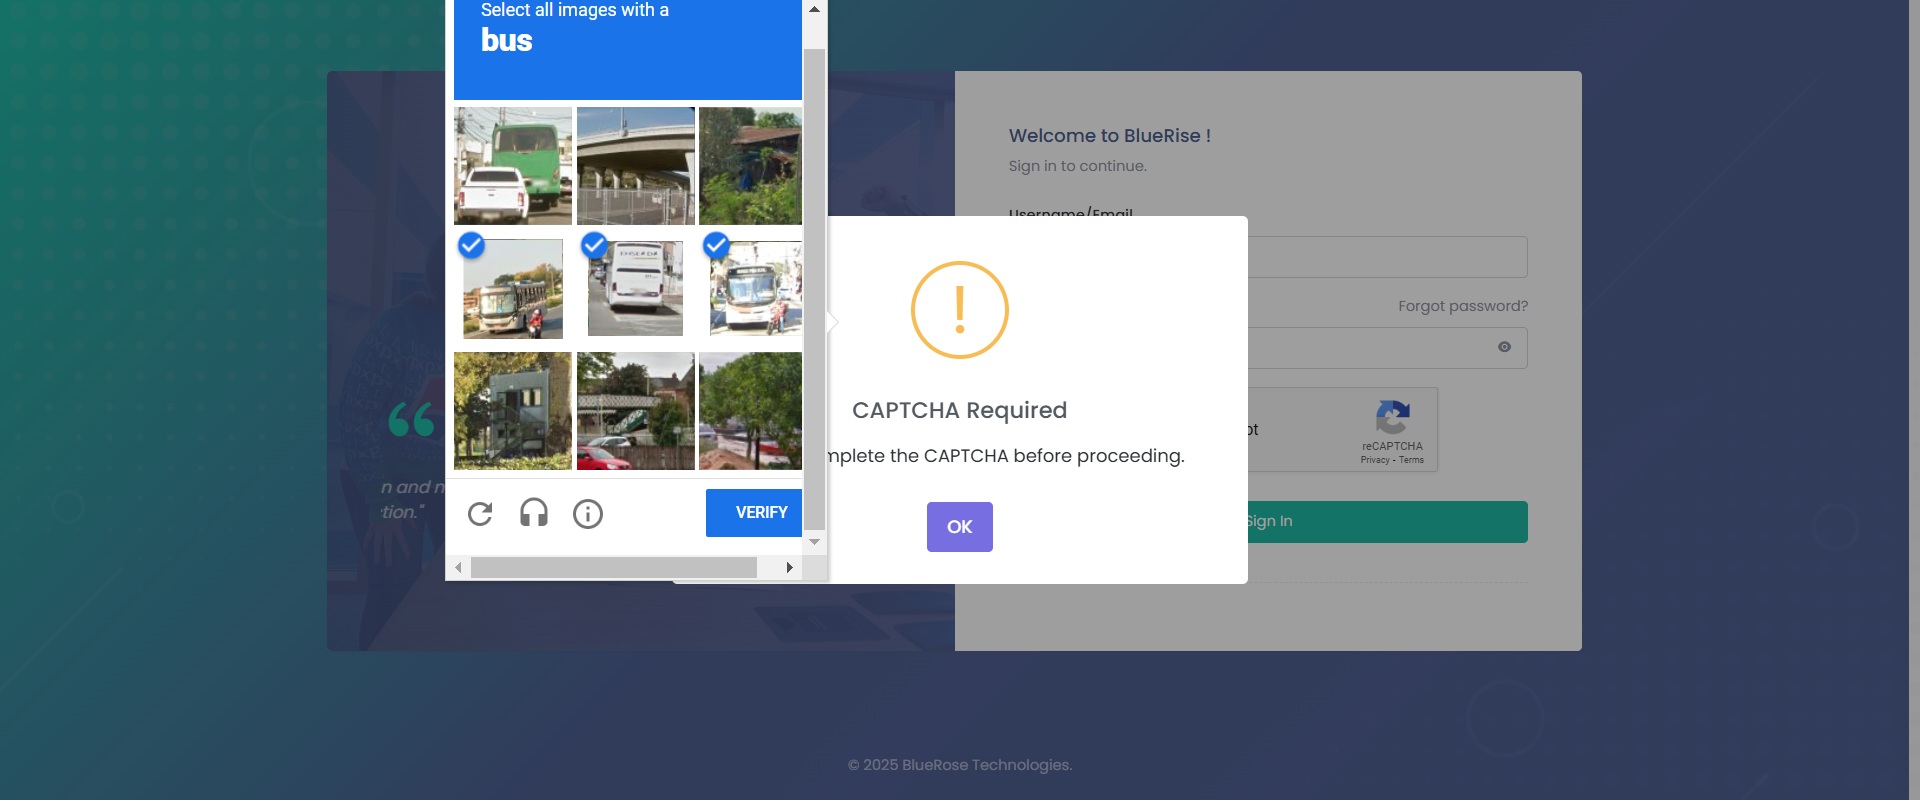 Select all images with a
bus
VERIFY
Welcome to BlueRise !
Sign in to continue.
Username/Email
Forgot password?
reCAPTCHA
Privacy - Terms
CAPTCHA Required
mplete the CAPTCHA before proceeding.
OK
Sign In
n and
tion."
© 2025 BlueRose Technologies.